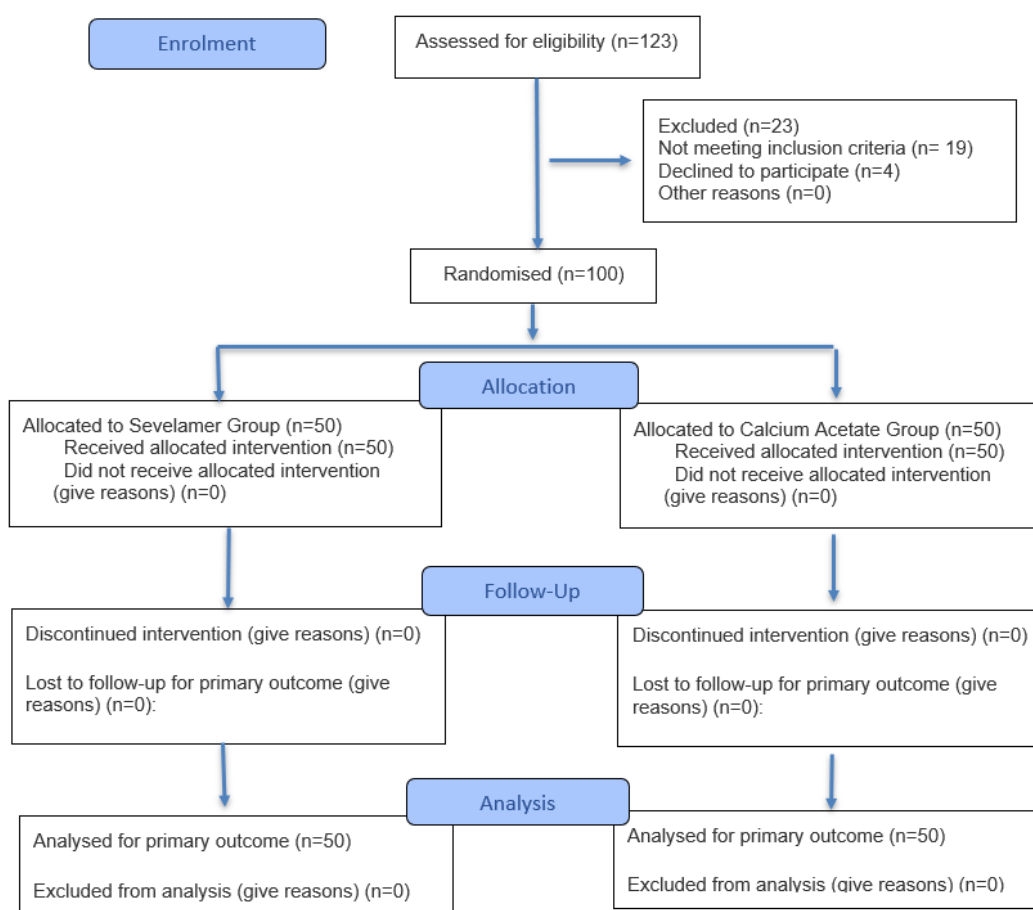 Enrolment
Assessed for eligibility (n=123)
Excluded (n=23)
Not meeting inclusion criteria (n= 19)
Declined to participate (n=4)
Other reasons (n=0)
Randomised (n=100)
Allocation
Allocated to Sevelamer Group (n=50)
Received allocated intervention (n=50)
Did not receive allocated intervention
(give reasons) (n=0)
Allocated to Calcium Acetate Group (n=50)
Received allocated intervention (n=50)
Did not receive allocated intervention
(give reasons) (n=0)
Follow-Up
Discontinued intervention (give reasons) (n=0)
Lost to follow-up for primary outcome (give
reasons) (n=0):
Discontinued intervention (give reasons) (n=0)
Lost to follow-up for primary outcome (give
reasons) (n=0):
Analysis
Analysed for primary outcome (n=50)
Excluded from analysis (give reasons) (n=0)
Analysed for primary outcome (n=50)
Excluded from analysis (give reasons) (n=0)